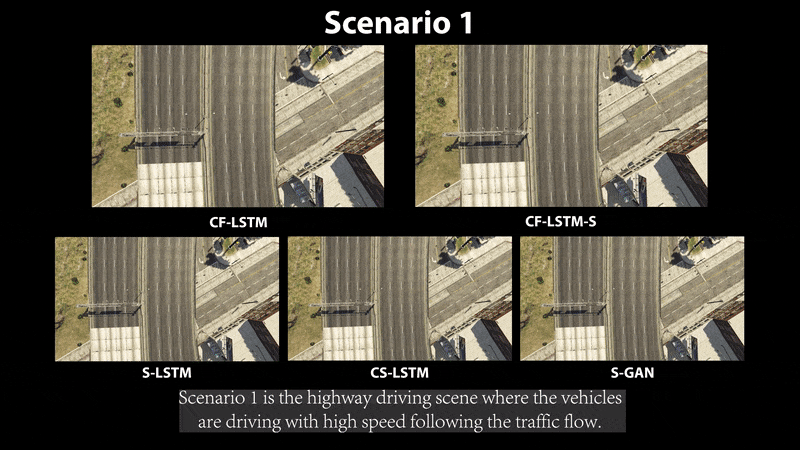 Scenario 1
CF-LSTM
CF-LSTM-S
S-LSTM
CS-LSTM
S-GAN
Scenario 1 is the highway driving scene where the vehicles
are driving with high speed following the traffic flow.